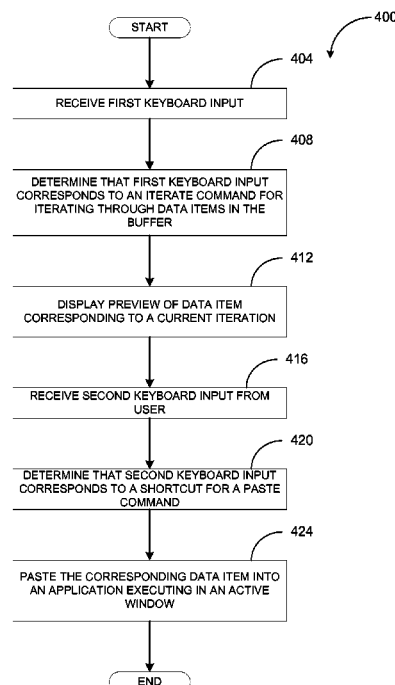 400
START
404
RECEIVE FIRST KEYBOARD INPUT
408
DETERMINE THAT FIRST KEYBOARD INPUT
CORRESPONDS TO AN ITERATE COMMAND FOR
ITERATING THROUGH DATA ITEMS IN THE
BUFFER
412
DISPLAY PREVIEW OF DATA ITEM
CORRESPONDING TO A CURRENT ITERATION
416
RECEIVE SECOND KEYBOARD INPUT FROM
USER
420
DETERMINE THAT SECOND KEYBOARD INPUT
CORRESPONDS TO A SHORTCUT FOR A PASTE
COMMAND
424
PASTE THE CORRESPONDING DATA ITEM INTO
AN APPLICATION EXECUTING IN AN ACTIVE
WINDOW
END